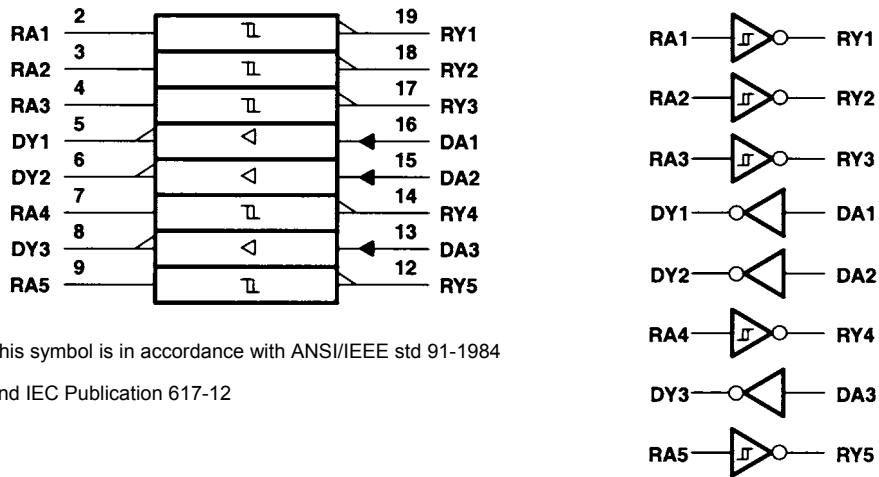 RA1 2 19 RY1
RA2 3 18 RY2
RA3 4 17 RY3
DY1 5 16 DA1
DY2 6 15 DA2
RA4 7 14 RY4
DY3 8 13 DA3
RA5 9 12 RY5
his symbol is in accordance with ANSI/IEEE std 91-1984
nd IEC Publication 617-12
RA1 RY1
RA2 RY2
RA3 RY3
DY1 DA1
DY2 DA2
RA4 RY4
DY3 DA3
RA5 RY5